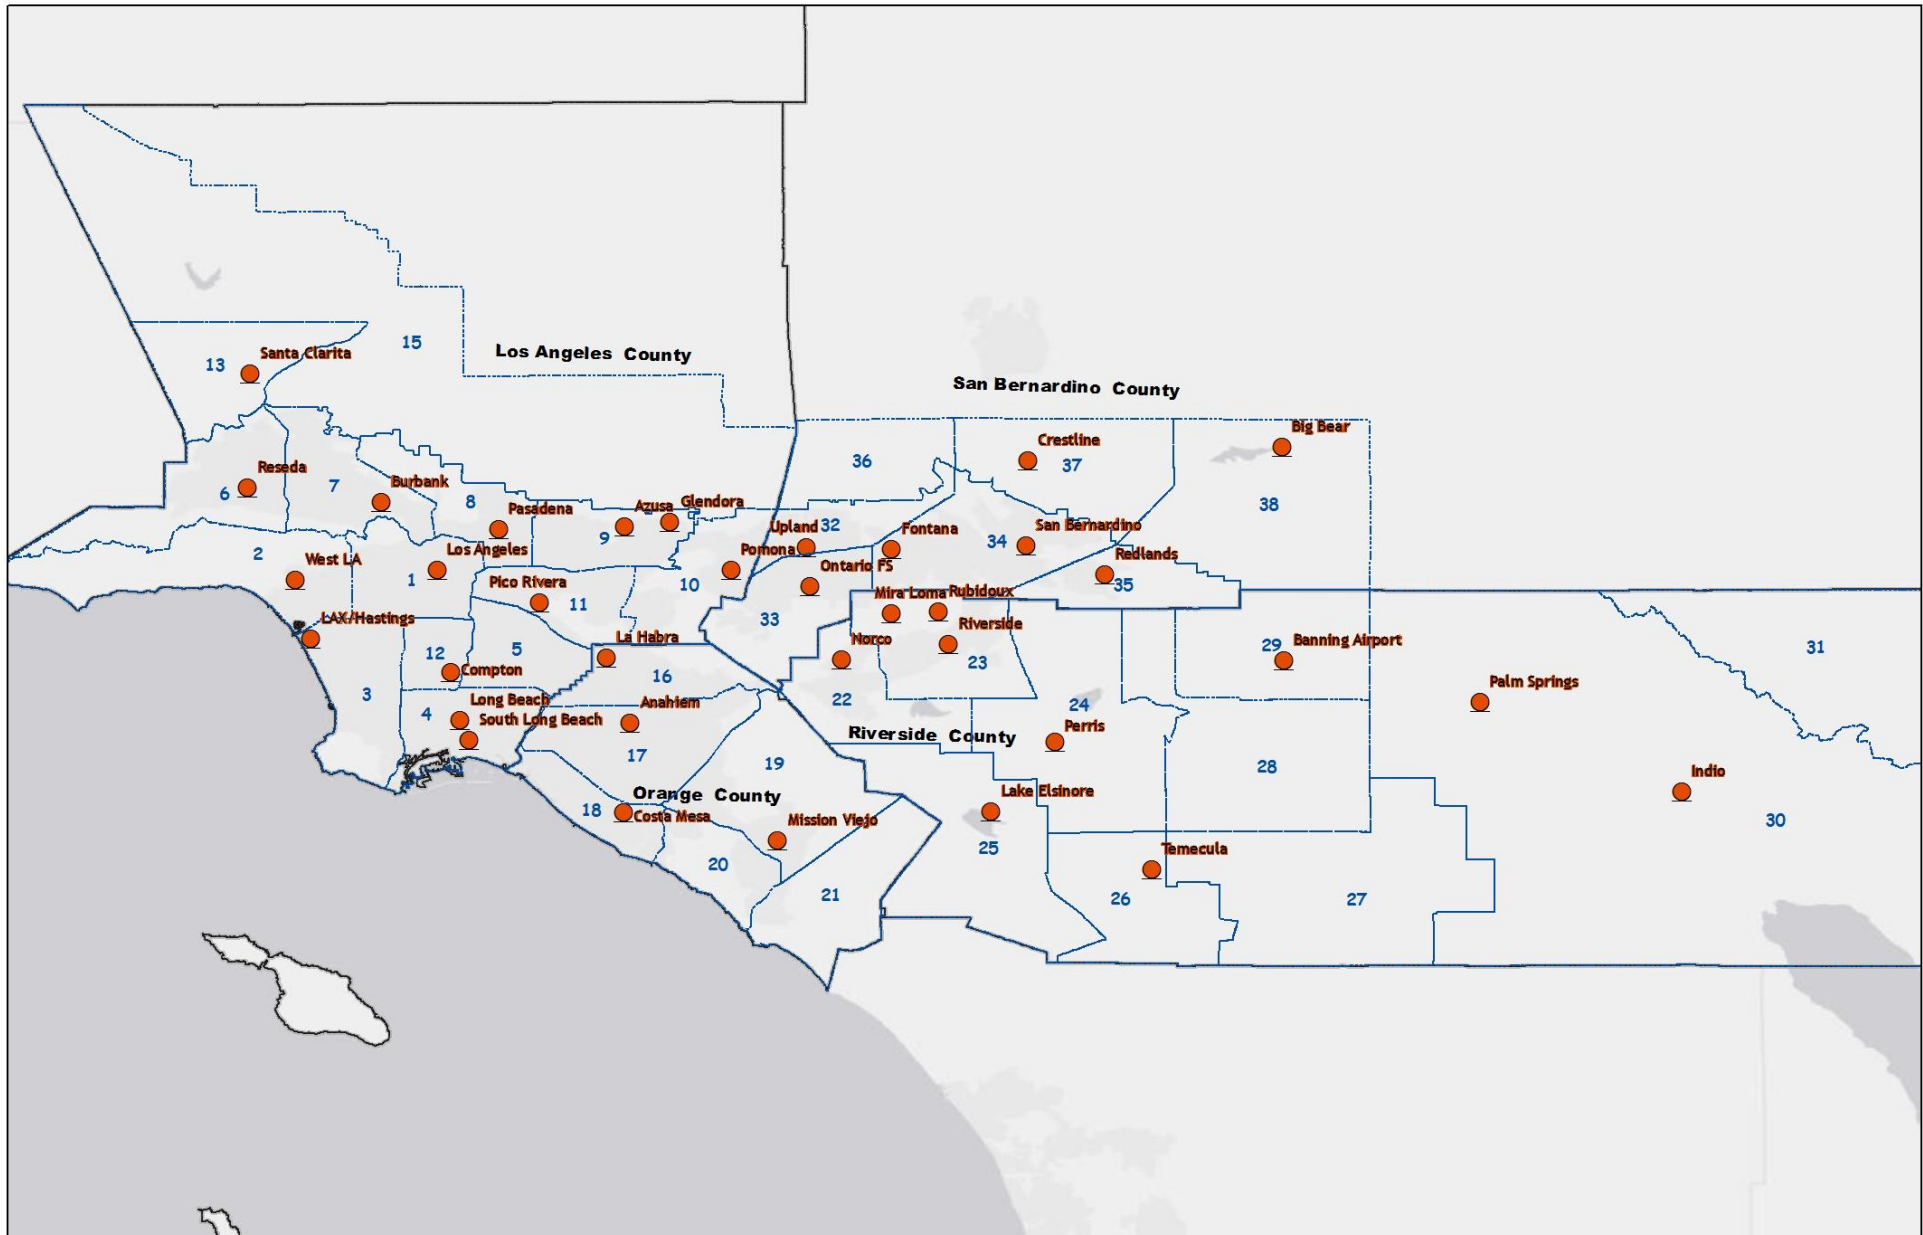 Los Angeles County
15
Santa Clarita
13
San Bernardino County
Big Bear
Crestline
36
37
Reseda
Burbank
6
7
8
38
Pasadena
Azusa
Glendora
9
Upland
32
Fontana
San Bernardino
34
2
West LA
Los Angeles
Pomona
Redlands
Ontario FS
1
Pico Rivera
11
10
35
Mira Loma
Rubidoux
LAX/Hastings
33
Riverside
La Habra
Norco
29
Banning Airport
31
12
5
Compton
16
23
Palm Springs
3
Long Beach
Anahiem
22
24
4
South Long Beach
Perris
Riverside County
17
19
28
Indio
Orange County
Lake Elsinore
18
Costa Mesa
Mission Viejo
30
25
Temecula
20
21
26
27